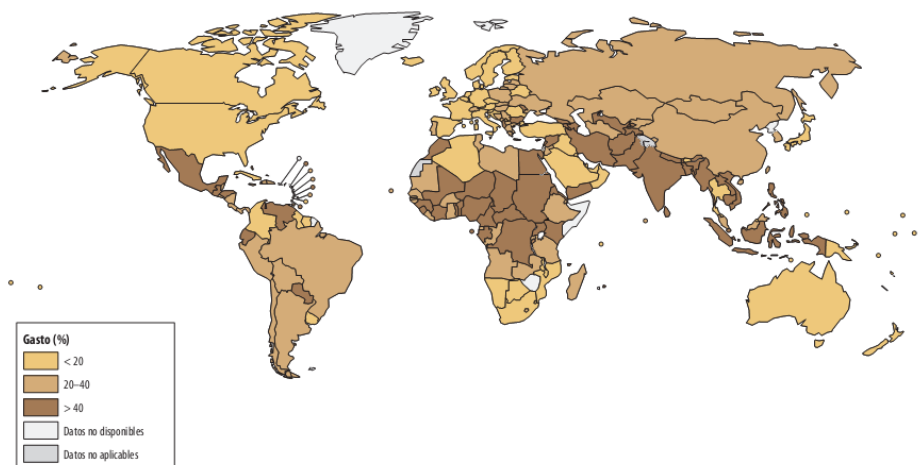 Gasto (%)
< 20
20–40
> 40
Datos no disponibles
Datos no aplicables